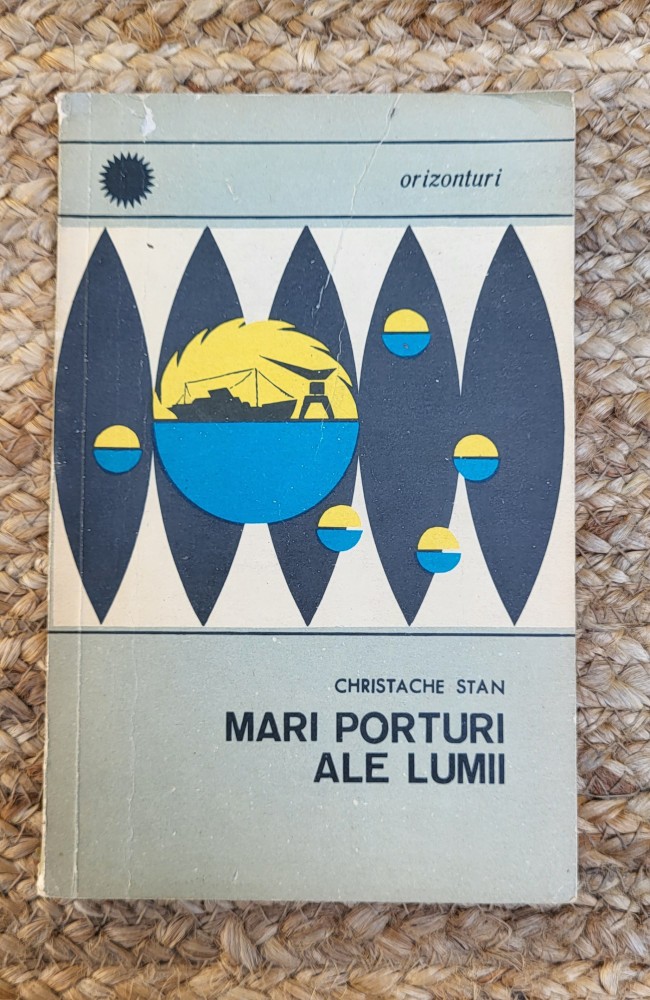 orizonturi
CHRISTACHE STAN
MARI PORTURI
ALE LUMII